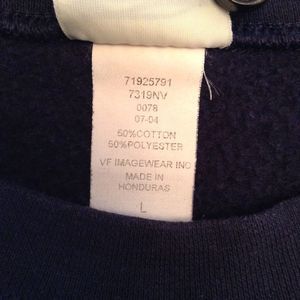 71925791
7319NV
0078
07-04
50%COTTON
50%POLYESTER
VF IMAGEWEAR INC
MADE IN
HONDURAS
L